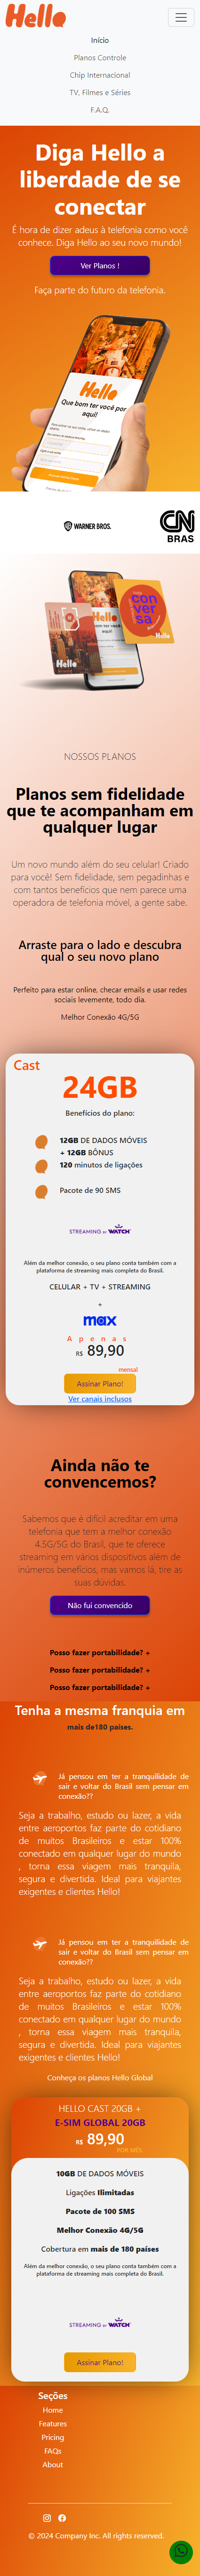 Hello
Início
Planos Controle
Chip Internacional
TV, Filmes e Séries
F.A.Q.
Diga Hello a
liberdade de se
conectar
É hora de dizer adeus à telefonia como você
conhece. Diga Hello ao seu novo mundo!
Ver Planos !
Faça parte do futuro da telefonia.
Hello
Que bom ver você por
aqui!
WARNER BROS.
CN
BRAS
con
ver
sa
Hello
Hello
NOSSOS PLANOS
Planos sem fidelidade
que te acompanham em
qualquer lugar
Um novo mundo além do seu celular! Criado
para você! Sem fidelidade, sem pegadinhas e
com tantos benefícios que nem parece uma
operadora de telefonia móvel, a gente sabe.
Arraste para o lado e descubra
qual o seu novo plano
Perfeito para estar online, checar emails e usar redes
sociais levemente, todo dia.
Melhor Conexão 4G/5G
Cast
24GB
Benefícios do plano:
12GB DE DADOS MÓVEIS
+ 12GB BÔNUS
120 minutos de ligações
Pacote de 90 SMS
STREAMING BY WATCH
Além da melhor conexão, o seu plano conta também com a
plataforma de streaming mais completa do Brasil.
CELULAR + TV + STREAMING
+
max
Apenas
R$ 89,90
mensal
Assinar Plano!
Ver canais inclusos
Ainda não te
convencemos?
Sabemos que é difícil acreditar em uma
telefonia que tem a melhor conexão
4.5G/5G do Brasil, que te oferece
streaming em vários dispositivos além de
inúmeros benefícios, mas vamos lá, tire as
suas dúvidas.
Não fui convencido
Posso fazer portabilidade? +
Posso fazer portabilidade? +
Posso fazer portabilidade? +
Tenha a mesma franquia em
mais de180 países.
Já pensou em ter a tranquilidade de
sair e voltar do Brasil sem pensar em
conexão??
Seja a trabalho, estudo ou lazer, a vida
entre aeroportos faz parte do cotidiano
de muitos Brasileiros e estar 100%
conectado em qualquer lugar do mundo
, torna essa viagem mais tranquila,
segura e divertida. Ideal para viajantes
exigentes e clientes Hello!
Já pensou em ter a tranquilidade de
sair e voltar do Brasil sem pensar em
conexão??
Seja a trabalho, estudo ou lazer, a vida
entre aeroportos faz parte do cotidiano
de muitos Brasileiros e estar 100%
conectado em qualquer lugar do mundo
, torna essa viagem mais tranquila,
segura e divertida. Ideal para viajantes
exigentes e clientes Hello!
Conheça os planos Hello Global
HELLO CAST 20GB +
E-SIM GLOBAL 20GB
R$ 89,90
POR MÊS
10GB DE DADOS MÓVEIS
Ligações Ilimitadas
Pacote de 100 SMS
Melhor Conexão 4G/5G
Cobertura em mais de 180 países
Além da melhor conexão, o seu plano conta também com a
plataforma de streaming mais completa do Brasil.
STREAMING BY WATCH
Assinar Plano!
Seções
Home
Features
Pricing
FAQs
About
© 2024 Company Inc. All rights reserved.